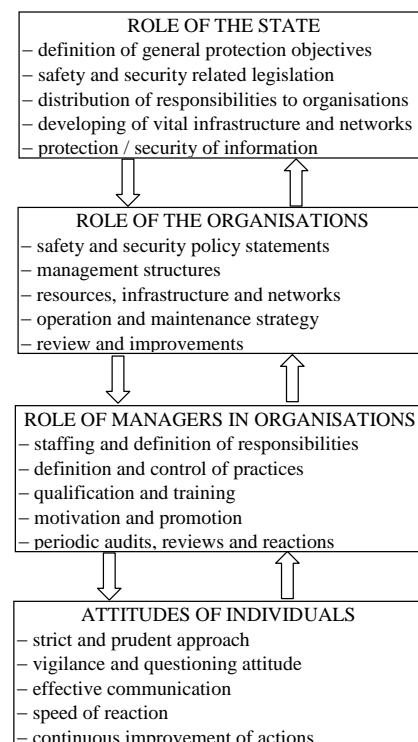 ROLE OF THE STATE
– definition of general protection objectives
– safety and security related legislation
– distribution of responsibilities to organisations
– developing of vital infrastructure and networks
– protection / security of information
ROLE OF THE ORGANISATIONS
– safety and security policy statements
– management structures
– resources, infrastructure and networks
– operation and maintenance strategy
– review and improvements
ROLE OF MANAGERS IN ORGANISATIONS
– staffing and definition of responsibilities
– definition and control of practices
– qualification and training
– motivation and promotion
– periodic audits, reviews and reactions
ATTITUDES OF INDIVIDUALS
– strict and prudent approach
– vigilance and questioning attitude
– effective communication
– speed of reaction
– continuous improvement of actions